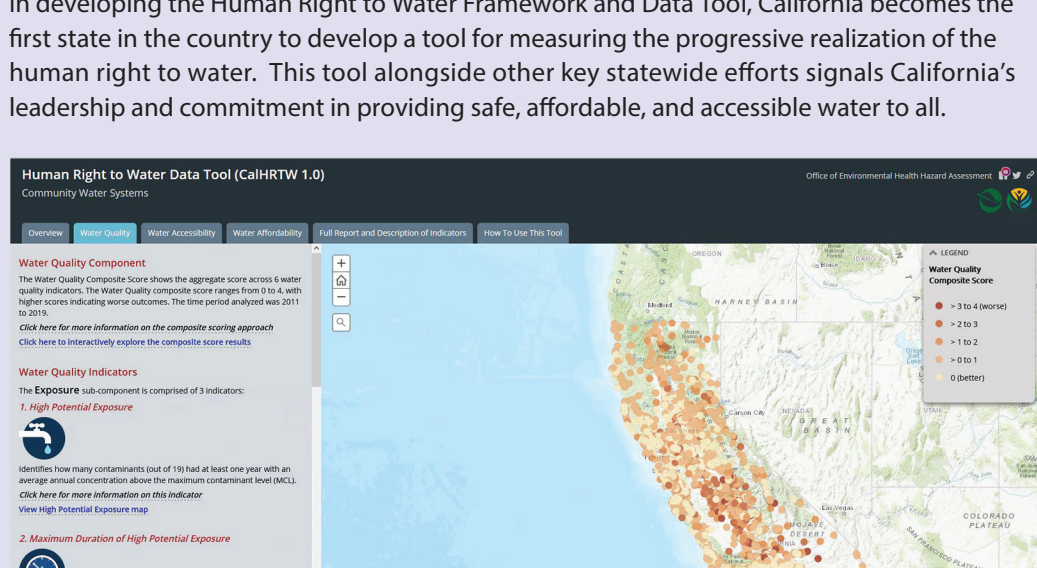 In developing the Human Right to Water Framework and Data Tool, California becomes the
first state in the country to develop a tool for measuring the progressive realization of the
human right to water.  This tool alongside other key statewide efforts signals California’s
leadership and commitment in providing safe, affordable, and accessible water to all.
Human Right to Water Data Tool (CalHRTW 1.0)
Office of Environmental Health Hazard Assessment
Community Water Systems
Overview
Water Quality
Water Accessibility
Water Affordability
Full Report and Description of Indicators
How To Use This Tool
Water Quality Component
The Water Quality Composite Score shows the aggregate score across 6 water
quality indicators. The Water Quality composite score ranges from 0 to 4, with
higher scores indicating worse outcomes. The time period analyzed was 2011
to 2019.
Click here for more information on the composite scoring approach
Click here to interactively explore the composite score results
Water Quality Indicators
The Exposure sub-component is comprised of 3 indicators:
1. High Potential Exposure
Identifies how many contaminants (out of 19) had at least one year with an
average annual concentration above the maximum contaminant level (MCL).
Click here for more information on this indicator
View High Potential Exposure map
2. Maximum Duration of High Potential Exposure
+
−
OREGON
IDAHO
Boise
Medford
HARNEY BASIN
Carson City
NEVADA
GREAT
BASIN
UTAH
Great
Salt
Lake
Las Vegas
MOJAVE
DESERT
COLORADO
PLATEAU
SAN FRANCISCO PLATEAU
LEGEND
Water Quality
Composite Score
> 3 to 4 (worse)
> 2 to 3
> 1 to 2
> 0 to 1
0 (better)